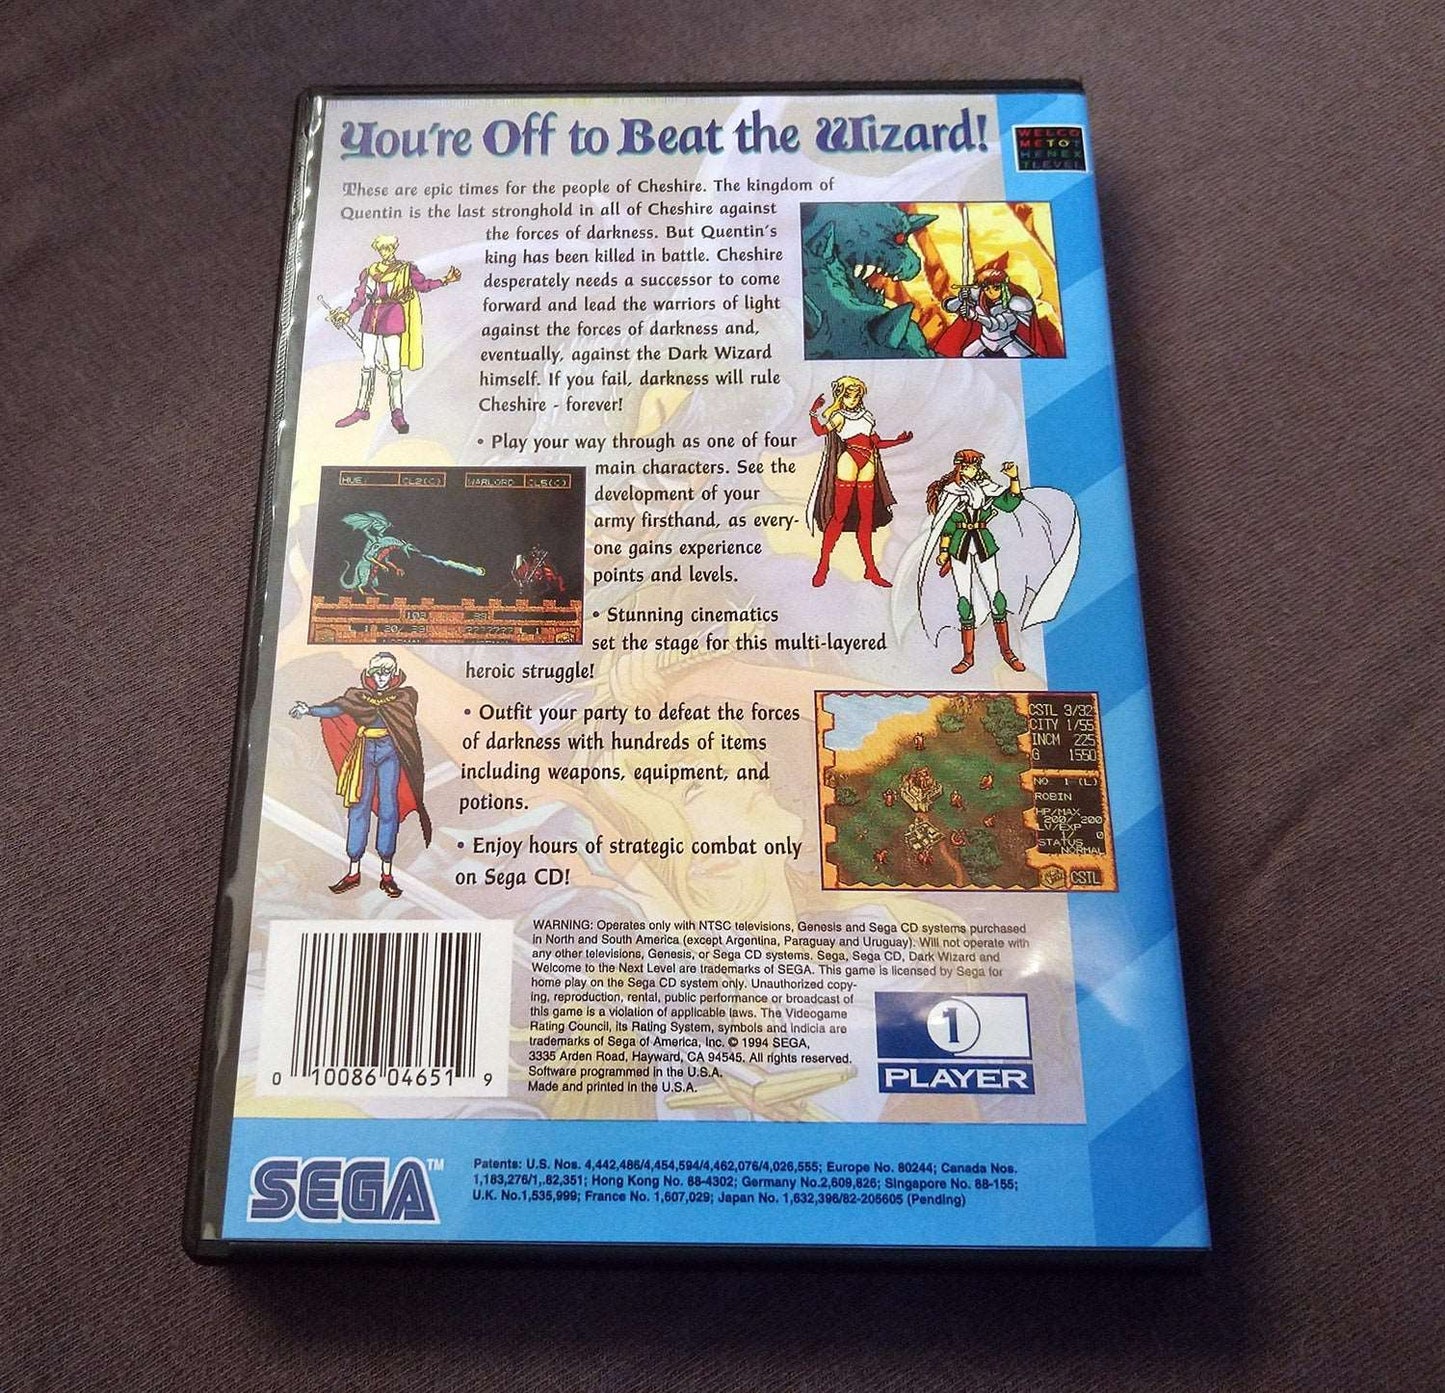 You're Off to Beat the Wizard!
WELCO
METOT
HENEX
TLEVEL
These are epic times for the people of Cheshire. The kingdom of
Quentin is the last stronghold in all of Cheshire against
the forces of darkness. But Quentin's
king has been killed in battle. Cheshire
desperately needs a successor to come
forward and lead the warriors of light
against the forces of darkness and,
eventually, against the Dark Wizard
himself. If you fail, darkness will rule
Cheshire - forever!
• Play your way through as one of four
main characters. See the
development of your
army firsthand, as every-
one gains experience
points and levels.
HUE. CL2(C) WARLORD CL5(C)
103
• Stunning cinematics
set the stage for this multi-layered
heroic struggle!
• Outfit your party to defeat the forces
of darkness with hundreds of items
including weapons, equipment, and
potions.
• Enjoy hours of strategic combat only
on Sega CD!
CSTL 3/32
CITY 1/55
INCM 225
G 1550
NO 1 (L)
ROBIN
HP/MAX
200/ 200
LV/EXP
1/ 0
STATUS
NORMAL
CSTL
WARNING: Operates only with NTSC televisions, Genesis and Sega CD systems purchased
in North and South America (except Argentina, Paraguay and Uruguay). Will not operate with
any other televisions, Genesis, or Sega CD systems. Sega, Sega CD, Dark Wizard and
Welcome to the Next Level are trademarks of SEGA. This game is licensed by Sega for
home play on the Sega CD system only. Unauthorized copy-
ing, reproduction, rental, public performance or broadcast of
this game is a violation of applicable laws. The Videogame
Rating Council, its Rating System, symbols and indicia are
trademarks of Sega of America, Inc. © 1994 SEGA,
3335 Arden Road, Hayward, CA 94545. All rights reserved.
Software programmed in the U.S.A.
Made and printed in the U.S.A.
0 10086 04651 9
1
PLAYER
SEGA™
Patents: U.S. Nos. 4,442,486/4,454,594/4,462,076/4,026,555; Europe No. 80244; Canada Nos.
1,183,276/1,.82,351; Hong Kong No. 88-4302; Germany No.2,609,826; Singapore No. 88-155;
U.K. No.1,535,999; France No. 1,607,029; Japan No. 1,632,396/82-205605 (Pending)